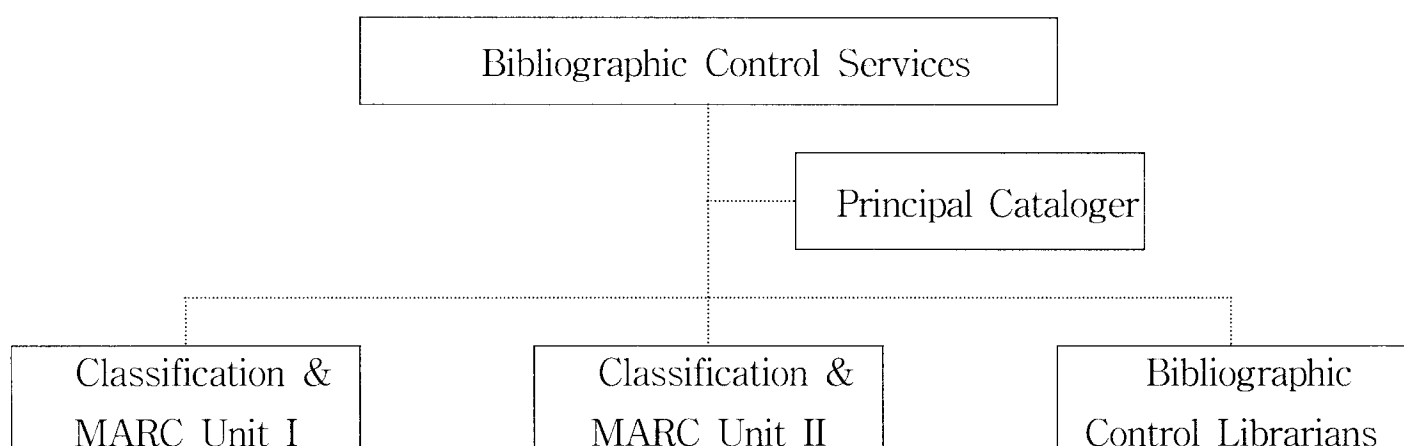 Bibliographic Control Services
Principal Cataloger
Classification &
MARC Unit I
Classification &
MARC Unit II
Bibliographic
Control Librarians